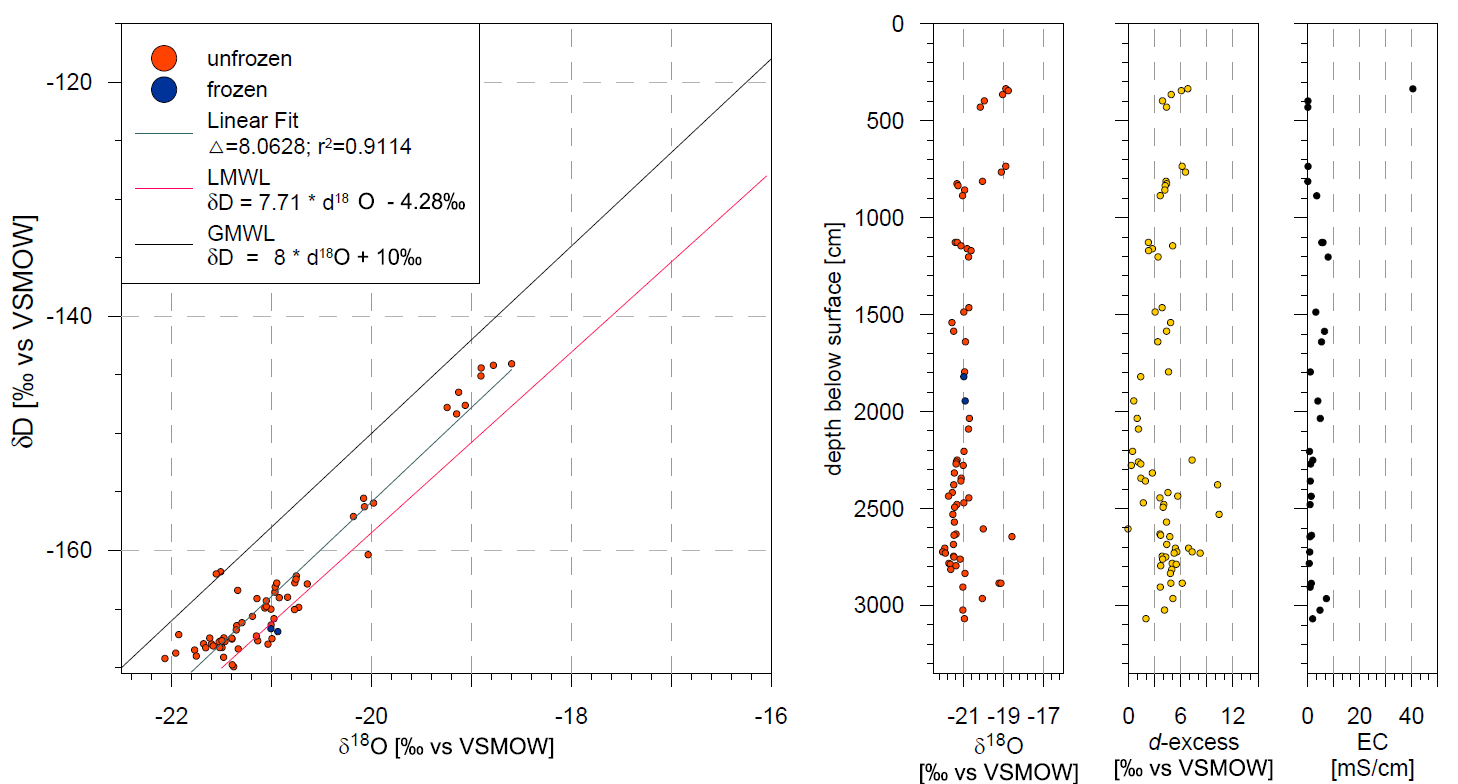 unfrozen
frozen
Linear Fit
△=8.0628; r²=0.9114
LMWL
δD = 7.71 * d¹⁸ O - 4.28‰
GMWL
δD = 8 * d¹⁸O + 10‰
-120
-140
-160
δD [‰ vs VSMOW]
-22
-20
-18
-16
δ¹⁸O [‰ vs VSMOW]
0
500
1000
1500
2000
2500
3000
depth below surface [cm]
-21 -19 -17
δ¹⁸O
[‰ vs VSMOW]
0 6 12
d-excess
[‰ vs VSMOW]
0 20 40
EC
[mS/cm]